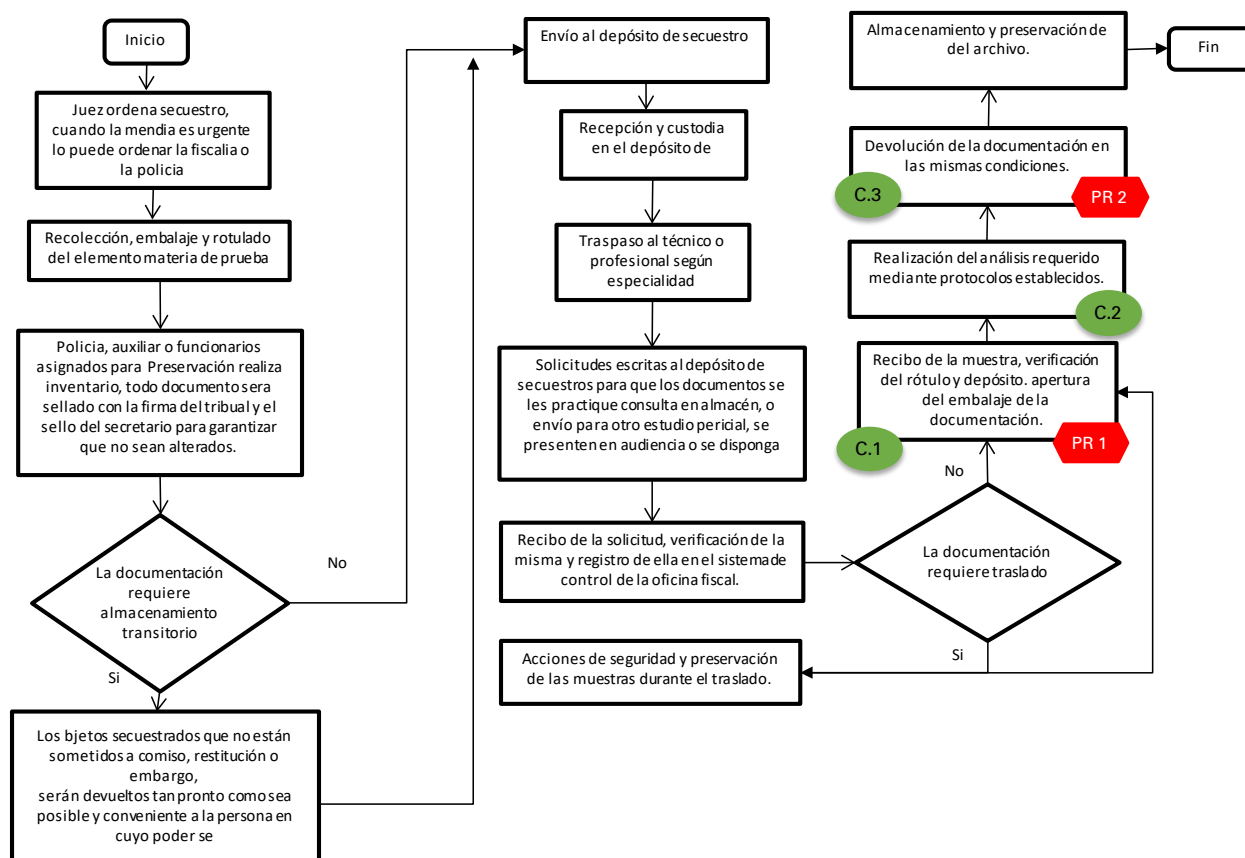 Inicio
Juez ordena secuestro,
cuando la mendia es urgente
lo puede ordenar la fiscalia o
la policia
Recolección, embalaje y rotulado
del elemento materia de prueba
Policia, auxiliar o funcionarios
asignados para Preservación realiza
inventario, todo documento sera
sellado con la firma del tribual y el
sello del secretario para garantizar
que no sean alterados.
La documentación
requiere
almacenamiento
transitorio
No
Si
Los bjetos secuestrados que no están
sometidos a comiso, restitución o
embargo,
serán devueltos tan pronto como sea
posible y conveniente a la persona en
cuyo poder se
Envío al depósito de secuestro
Recepción y custodia
en el depósito de
Traspaso al técnico o
profesional según
especialidad
Solicitudes escritas al depósito de
secuestros para que los documentos se
les practique consulta en almacén, o
envío para otro estudio pericial, se
presenten en audiencia o se disponga
Recibo de la solicitud, verificación de la
misma y registro de ella en el sistema de
control de la oficina fiscal.
Acciones de seguridad y preservación
de las muestras durante el traslado.
La documentación
requiere traslado
No
Si
Recibo de la muestra, verificación
del rótulo y depósito. apertura
del embalaje de la
documentación.
C.1
PR 1
Realización del análisis requerido
mediante protocolos establecidos.
C.2
Devolución de la documentación en
las mismas condiciones.
C.3
PR 2
Almacenamiento y preservación de
del archivo.
Fin